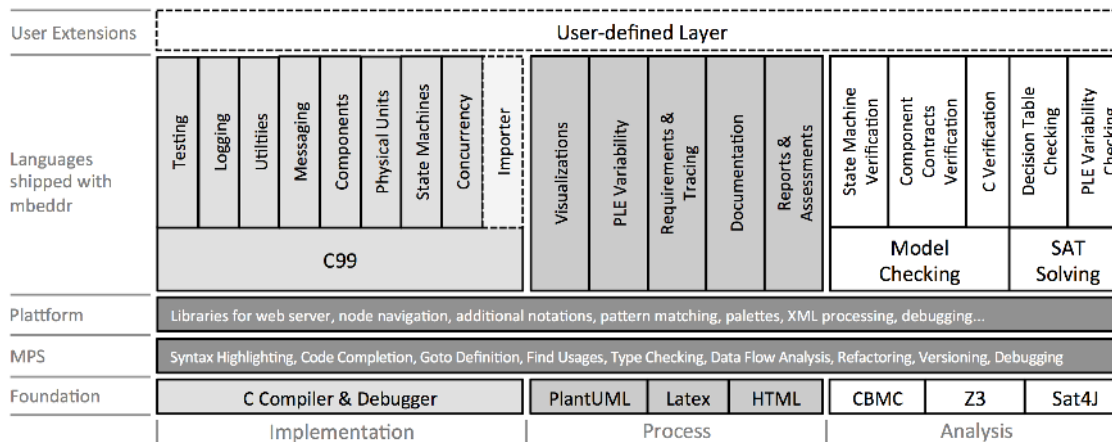 User Extensions
User-defined Layer
Languages
shipped with
mbeddr
Testing
Logging
Utiltiies
Messaging
Components
Physical Units
State Machines
Concurrency
Importer
C99
Visualizations
PLE Variability
Requirements &
Tracing
Documentation
Reports &
Assessments
State Machine
Verification
Component
Contracts
Verification
C Verification
Decision Table
Checking
PLE Variability
Checking
Model
Checking
SAT
Solving
Plattform
Libraries for web server, node navigation, additional notations, pattern matching, palettes, XML processing, debugging...
MPS
Syntax Highlighting, Code Completion, Goto Definition, Find Usages, Type Checking, Data Flow Analysis, Refactoring, Versioning, Debugging
Foundation
C Compiler & Debugger
PlantUML
Latex
HTML
CBMC
Z3
Sat4J
Implementation
Process
Analysis